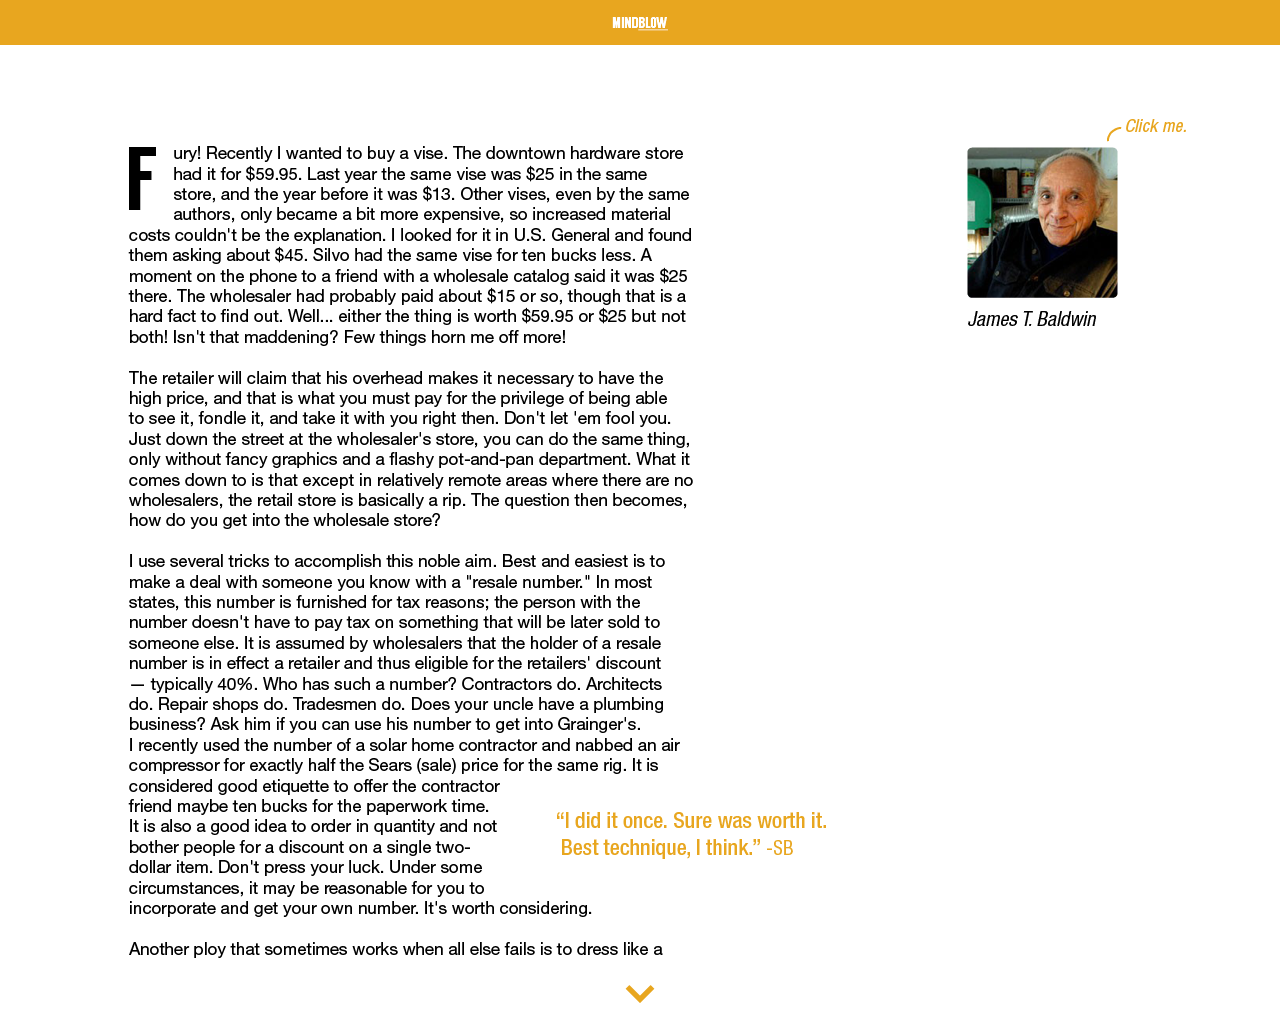 MINDBLOW
Click me.
Fury! Recently I wanted to buy a vise. The downtown hardware store
had it for $59.95. Last year the same vise was $25 in the same
store, and the year before it was $13. Other vises, even by the same
authors, only became a bit more expensive, so increased material
costs couldn't be the explanation. I looked for it in U.S. General and found
them asking about $45. Silvo had the same vise for ten bucks less. A
moment on the phone to a friend with a wholesale catalog said it was $25
there. The wholesaler had probably paid about $15 or so, though that is a
hard fact to find out. Well... either the thing is worth $59.95 or $25 but not
both! Isn't that maddening? Few things horn me off more!
James T. Baldwin
The retailer will claim that his overhead makes it necessary to have the
high price, and that is what you must pay for the privilege of being able
to see it, fondle it, and take it with you right then. Don't let 'em fool you.
Just down the street at the wholesaler's store, you can do the same thing,
only without fancy graphics and a flashy pot-and-pan department. What it
comes down to is that except in relatively remote areas where there are no
wholesalers, the retail store is basically a rip. The question then becomes,
how do you get into the wholesale store?
I use several tricks to accomplish this noble aim. Best and easiest is to
make a deal with someone you know with a "resale number." In most
states, this number is furnished for tax reasons; the person with the
number doesn't have to pay tax on something that will be later sold to
someone else. It is assumed by wholesalers that the holder of a resale
number is in effect a retailer and thus eligible for the retailers' discount
— typically 40%. Who has such a number? Contractors do. Architects
do. Repair shops do. Tradesmen do. Does your uncle have a plumbing
business? Ask him if you can use his number to get into Grainger's.
I recently used the number of a solar home contractor and nabbed an air
compressor for exactly half the Sears (sale) price for the same rig. It is
considered good etiquette to offer the contractor
friend maybe ten bucks for the paperwork time.
It is also a good idea to order in quantity and not
bother people for a discount on a single two-
dollar item. Don't press your luck. Under some
circumstances, it may be reasonable for you to
incorporate and get your own number. It's worth considering.
“I did it once. Sure was worth it.
Best technique, I think.” -SB
Another ploy that sometimes works when all else fails is to dress like a